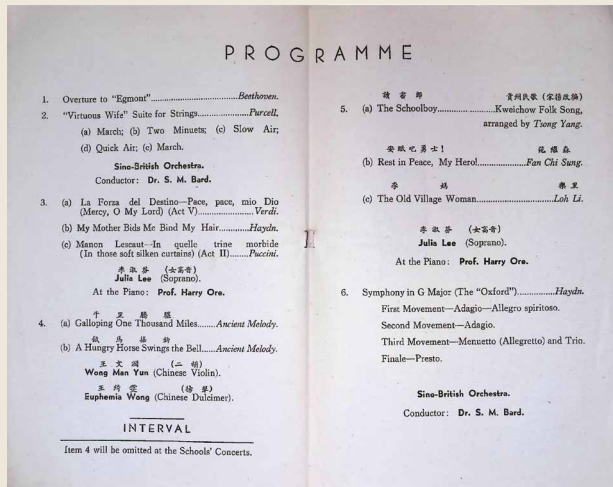 PROGRAMME
1. Overture to "Egmont"..........................Beethoven.
2. "Virtuous Wife" Suite for Strings.....................Purcell.
(a) March; (b) Two Minuets; (c) Slow Air;
(d) Quick Air; (e) March.
Sino-British Orchestra.
Conductor: Dr. S. M. Bard.
3. (a) La Forza del Destino—Pace, pace, mio Dio
(Mercy, O My Lord) (Act V)...................Verdi.
(b) My Mother Bids Me Bind My Hair............Haydn.
(c) Manon Lescaut—In quelle trine morbide
(In those soft silken curtains) (Act II).......Puccini.
李淑芬 (女高音)
Julia Lee (Soprano).
At the Piano: Prof. Harry Ore.
千里
4. (a) Galloping One Thousand Miles........Ancient Melody.
馬 鈴
(b) A Hungry Horse Swings the Bell.....Ancient Melody.
王文 (二胡)
Wong Man Yun (Chinese Violin).
王 (琴)
Euphemia Wong (Chinese Dulcimer).
INTERVAL
Item 4 will be omitted at the Schools' Concerts.
讀書郎 貴州民歌 (宋揚改編)
5. (a) The Schoolboy......................Kweichow Folk Song,
arranged by Tsong Yang.
安眠吧勇士! 范繼森
(b) Rest in Peace, My Hero!..............Fan Chi Sung.
李媽 樂里
(c) The Old Village Woman....................Loh Li.
李淑芬 (女高音)
Julia Lee (Soprano).
At the Piano: Prof. Harry Ore.
6. Symphony in G Major (The "Oxford")................Haydn.
First Movement—Adagio—Allegro spiritoso.
Second Movement—Adagio.
Third Movement—Menuetto (Allegretto) and Trio.
Finale—Presto.
Sino-British Orchestra.
Conductor: Dr. S. M. Bard.